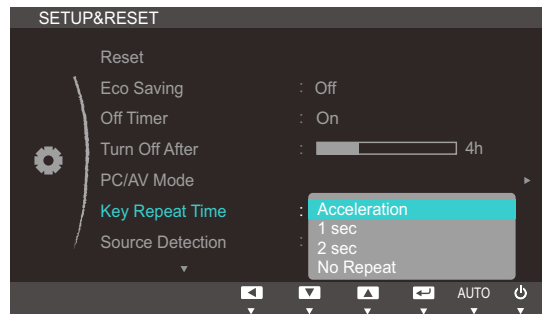 SETUP&RESET
Reset
Eco Saving : Off
Off Timer : On
Turn Off After : 4h
PC/AV Mode
Key Repeat Time : Acceleration
1 sec
Source Detection : 2 sec
No Repeat
AUTO